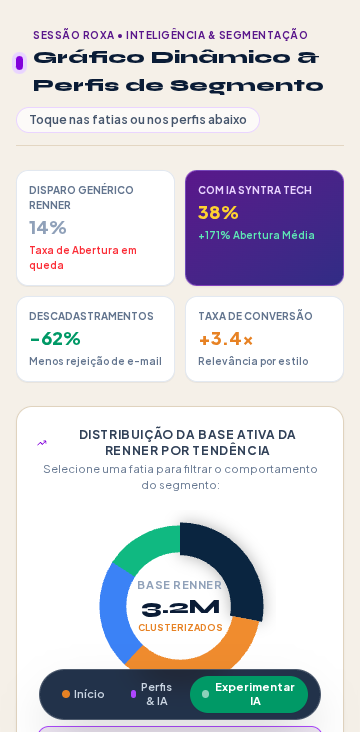 SESSÃO ROXA • INTELIGÊNCIA & SEGMENTAÇÃO
Gráfico Dinâmico &
Perfis de Segmento
Toque nas fatias ou nos perfis abaixo
DISPARO GENÉRICO
RENNER
14%
Taxa de Abertura em
queda
COM IA SYNTRA TECH
38%
+171% Abertura Média
DESCADASTRAMENTOS
-62%
Menos rejeição de e-mail
TAXA DE CONVERSÃO
+3.4x
Relevância por estilo
DISTRIBUIÇÃO DA BASE ATIVA DA
RENNER POR TENDÊNCIA
Selecione uma fatia para filtrar o comportamento
do segmento:
BASE RENNER
3.2M
CLUSTERIZADOS
Início
Perfis
& IA
Experimentar
IA